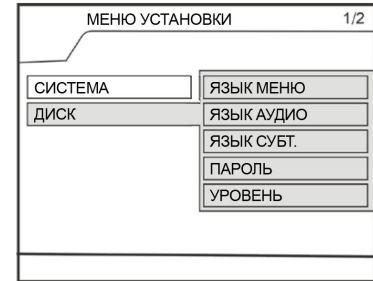 МЕНЮ УСТАНОВКИ 1/2
СИСТЕМА
ДИСК
ЯЗЫК МЕНЮ
ЯЗЫК АУДИО
ЯЗЫК СУБТ.
ПАРОЛЬ
УРОВЕНЬ